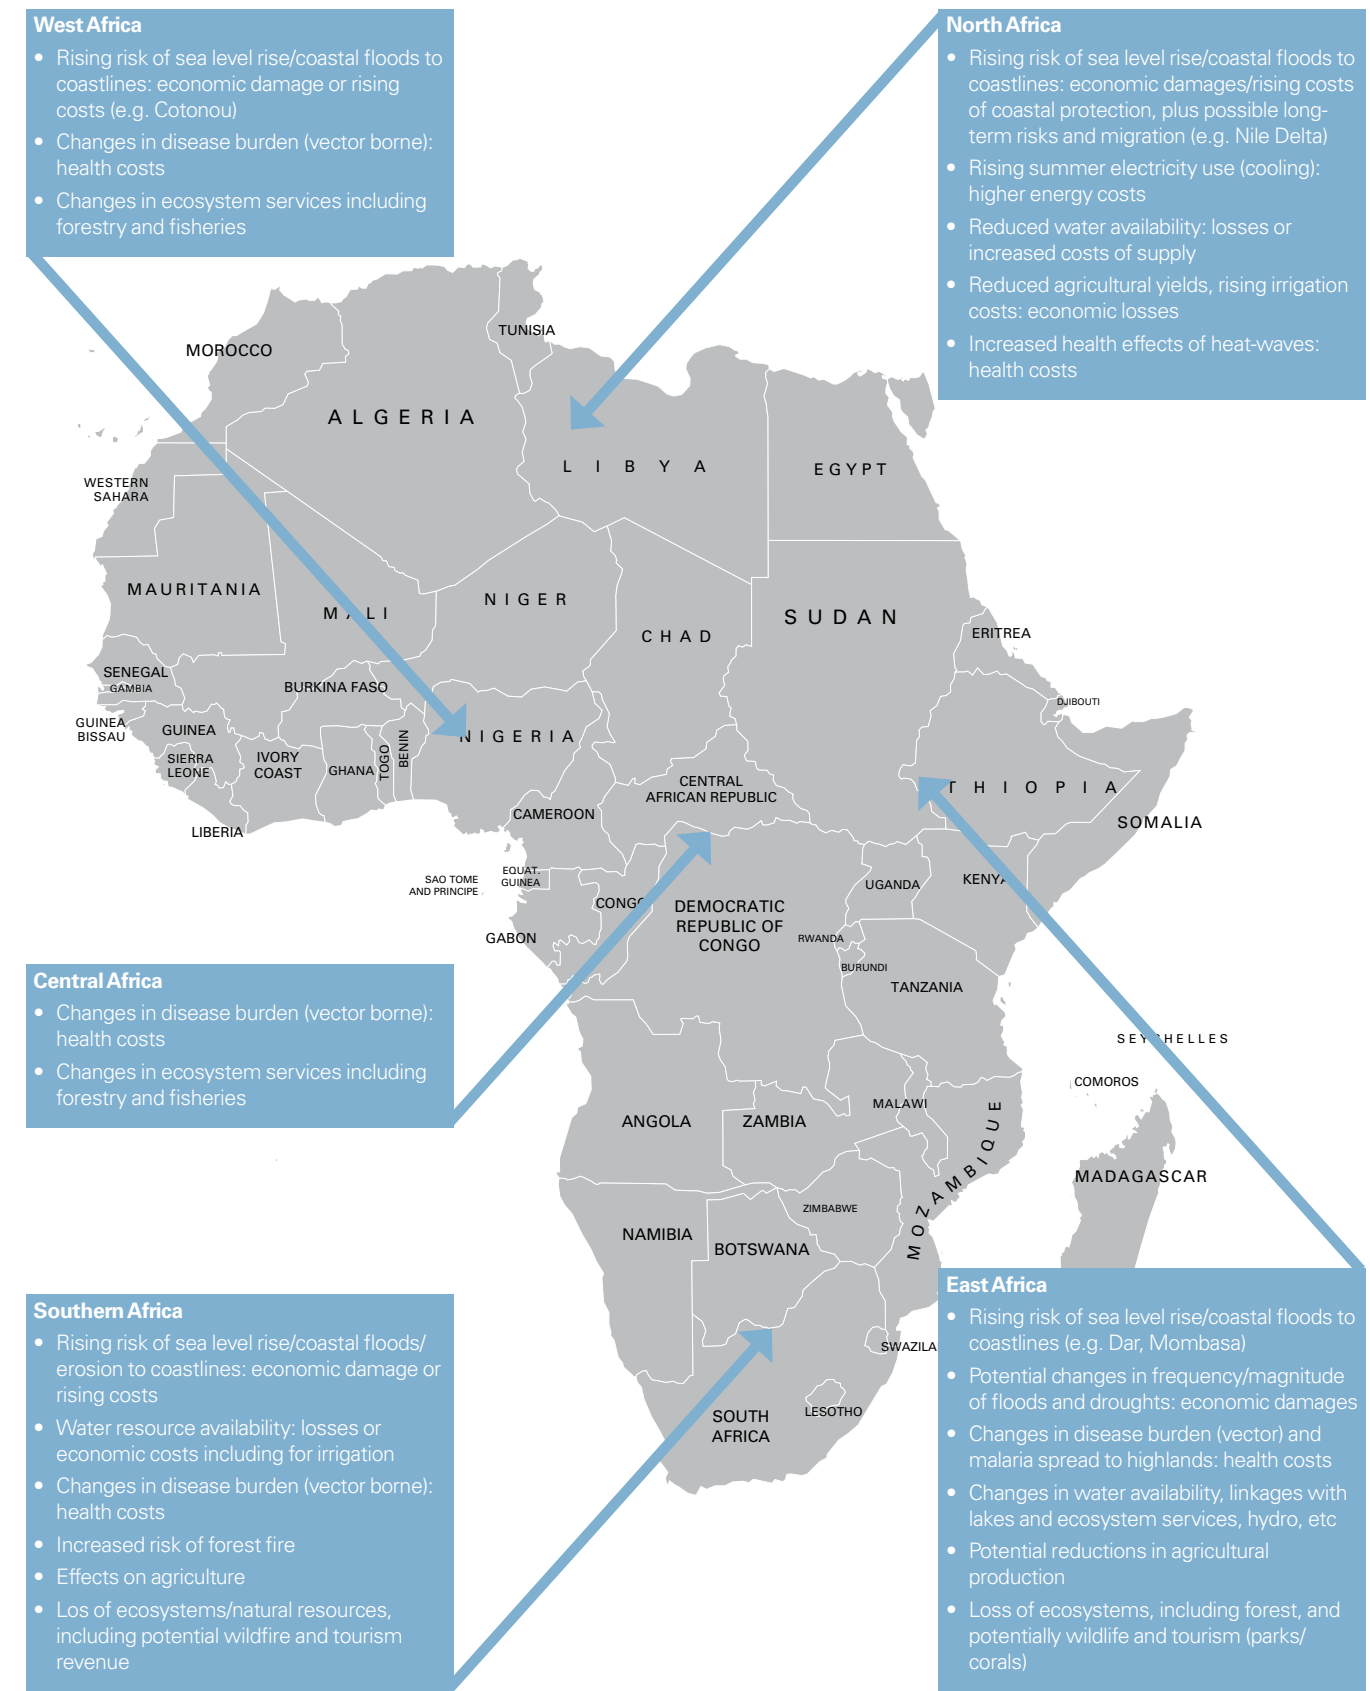 West Africa
• Rising risk of sea level rise/coastal floods to
coastlines: economic damage or rising
costs (e.g. Cotonou)
• Changes in disease burden (vector borne):
health costs
• Changes in ecosystem services including
forestry and fisheries
North Africa
• Rising risk of sea level rise/coastal floods to
coastlines: economic damages/rising costs
of coastal protection, plus possible long-
term risks and migration (e.g. Nile Delta)
• Rising summer electricity use (cooling):
higher energy costs
• Reduced water availability: losses or
increased costs of supply
• Reduced agricultural yields, rising irrigation
costs: economic losses
• Increased health effects of heat-waves:
health costs
TUNISIA
MOROCCO
ALGERIA
LIBYA
EGYPT
WESTERN
SAHARA
MAURITANIA
MALI
NIGER
CHAD
SUDAN
ERITREA
SENEGAL
GAMBIA
BURKINA FASO
DJIBOUTI
GUINEA
BISSAU
GUINEA
NIGERIA
SIERRA
LEONE
IVORY
COAST
GHANA
TOGO
BENIN
CENTRAL
AFRICAN REPUBLIC
THIOPIA
CAMEROON
SOMALIA
LIBERIA
EQUAT.
GUINEA
SAO TOME
AND PRINCIPE
UGANDA
KENYA
CONGO
DEMOCRATIC
REPUBLIC OF
CONGO
GABON
RWANDA
BURUNDI
TANZANIA
Central Africa
• Changes in disease burden (vector borne):
health costs
• Changes in ecosystem services including
forestry and fisheries
SEYCHELLES
COMOROS
MALAWI
ANGOLA
ZAMBIA
MOZAMBIQUE
MADAGASCAR
ZIMBABWE
NAMIBIA
BOTSWANA
SWAZILA
LESOTHO
SOUTH
AFRICA
Southern Africa
• Rising risk of sea level rise/coastal floods/
erosion to coastlines: economic damage or
rising costs
• Water resource availability: losses or
economic costs including for irrigation
• Changes in disease burden (vector borne):
health costs
• Increased risk of forest fire
• Effects on agriculture
• Los of ecosystems/natural resources,
including potential wildfire and tourism
revenue
East Africa
• Rising risk of sea level rise/coastal floods to
coastlines (e.g. Dar, Mombasa)
• Potential changes in frequency/magnitude
of floods and droughts: economic damages
• Changes in disease burden (vector) and
malaria spread to highlands: health costs
• Changes in water availability, linkages with
lakes and ecosystem services, hydro, etc
• Potential reductions in agricultural
production
• Loss of ecosystems, including forest, and
potentially wildlife and tourism (parks/
corals)